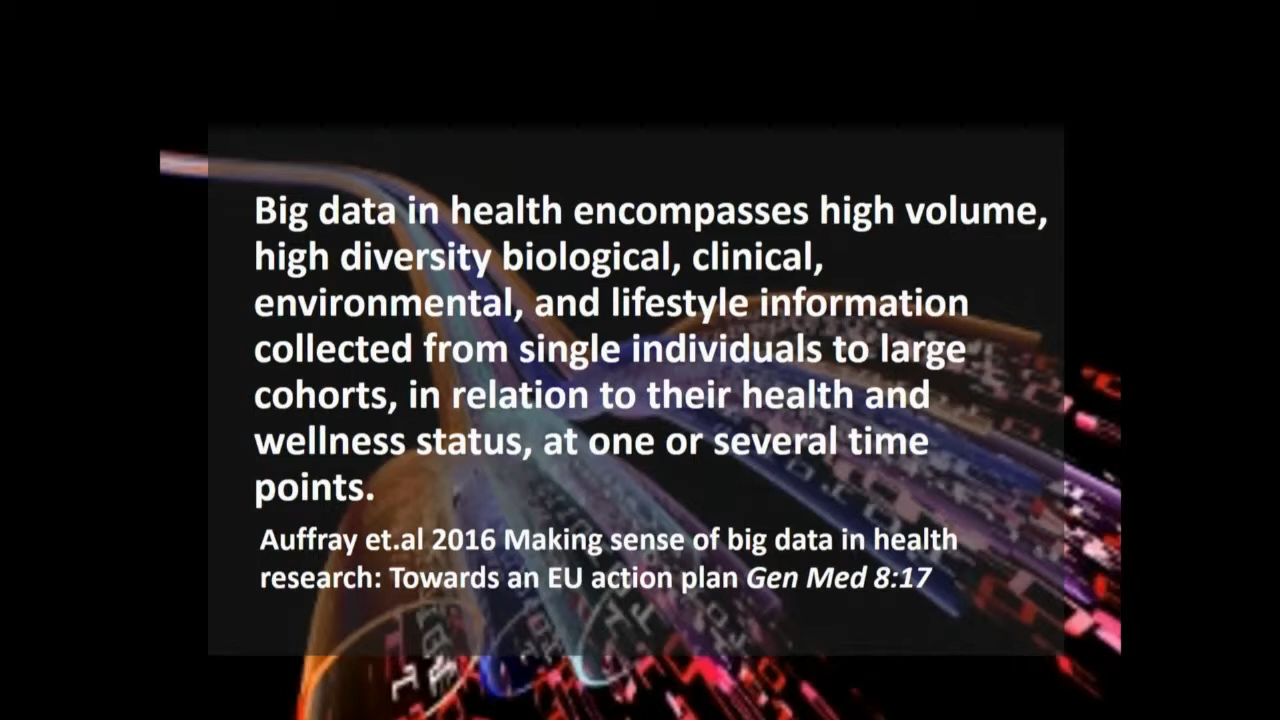 Big data in health encompasses high volume,
high diversity biological, clinical,
environmental, and lifestyle information
collected from single individuals to large
cohorts, in relation to their health and
wellness status, at one or several time
points.
Auffray et.al 2016 Making sense of big data in health
research: Towards an EU action plan Gen Med 8:17